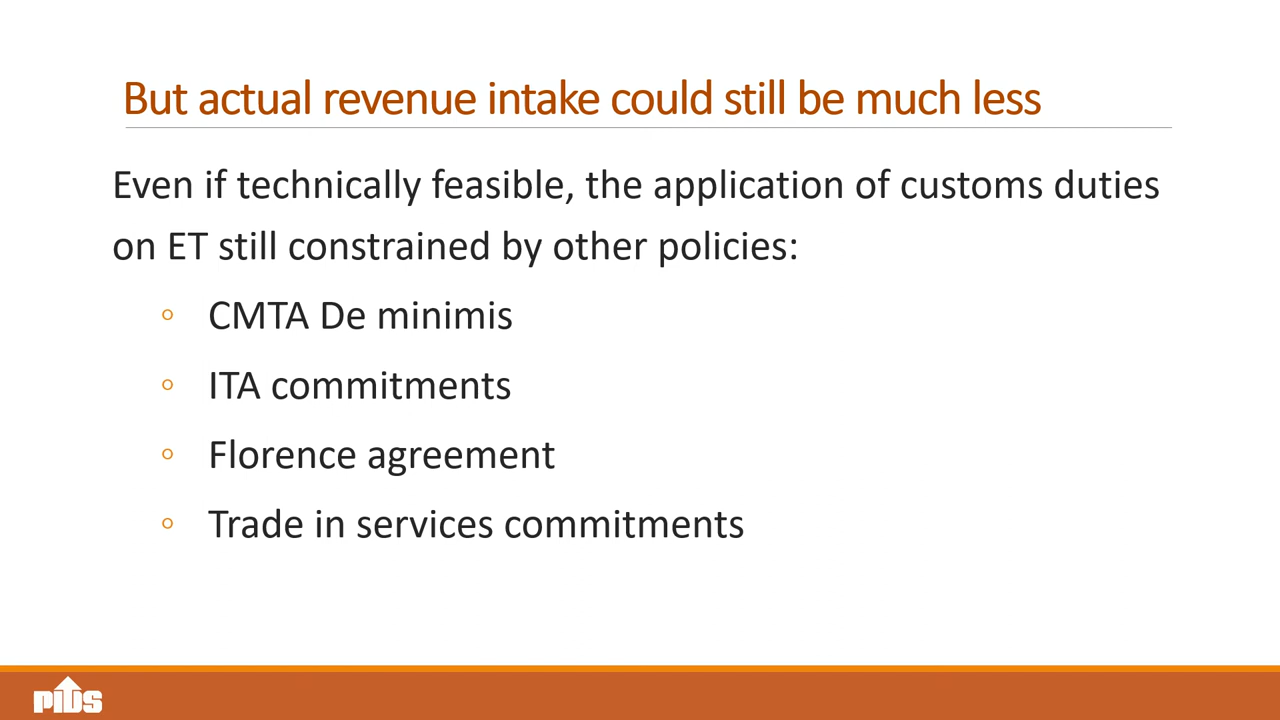 But actual revenue intake could still be much less
Even if technically feasible, the application of customs duties
on ET still constrained by other policies:
CMTA De minimis
ITA commitments
Florence agreement
Trade in services commitments
PIDS